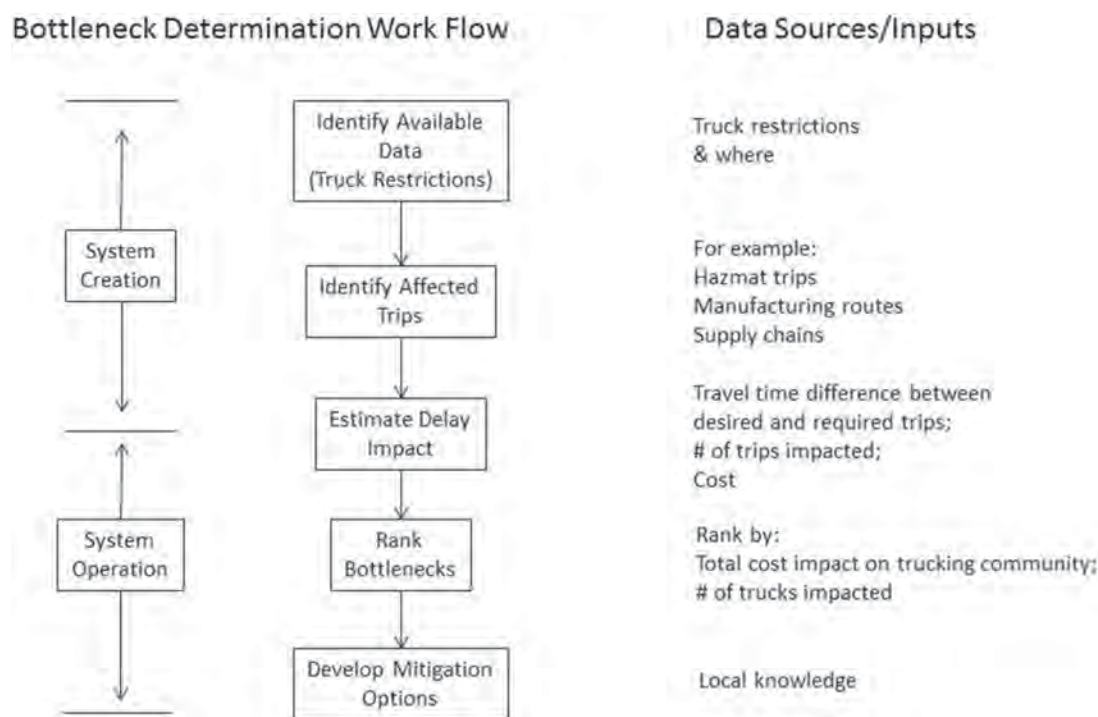 Bottleneck Determination Work Flow
Data Sources/Inputs
Identify Available
Data
(Truck Restrictions)
Truck restrictions
& where
System
Creation
Identify Affected
Trips
For example:
Hazmat trips
Manufacturing routes
Supply chains
Estimate Delay
Impact
Travel time difference between
desired and required trips;
# of trips impacted;
Cost
System
Operation
Rank
Bottlenecks
Rank by:
Total cost impact on trucking community;
# of trucks impacted
Develop Mitigation
Options
Local knowledge